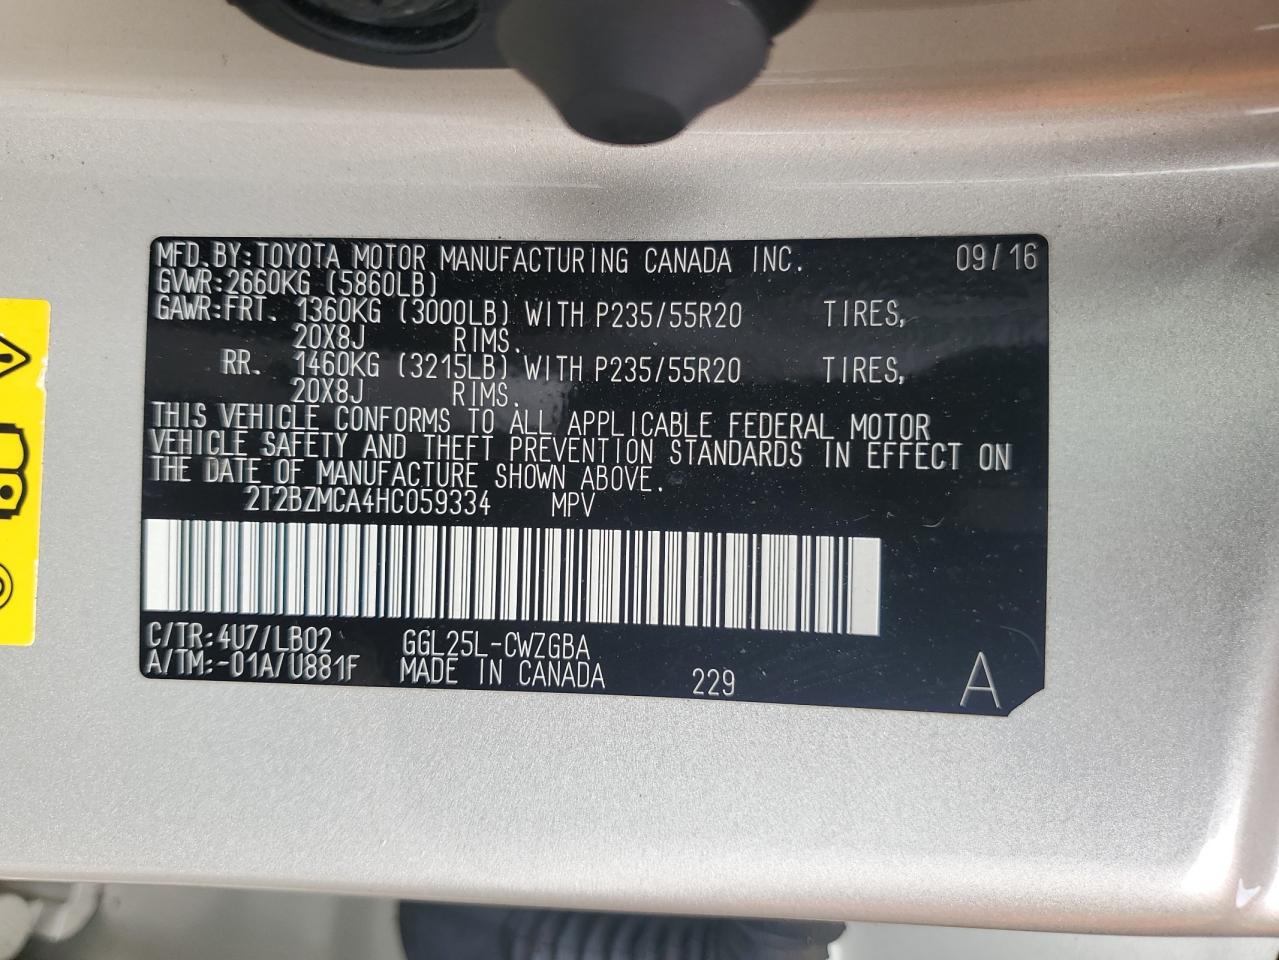 MFD. BY: TOYOTA MOTOR MANUFACTURING CANADA INC. 09/16
GVWR: 2660KG (5860LB)
GAWR: FRT. 1360KG (3000LB) WITH P235/55R20 TIRES,
20X8J RIMS.
RR. 1460KG (3215LB) WITH P235/55R20 TIRES,
20X8J RIMS.
THIS VEHICLE CONFORMS TO ALL APPLICABLE FEDERAL MOTOR
VEHICLE SAFETY AND THEFT PREVENTION STANDARDS IN EFFECT ON
THE DATE OF MANUFACTURE SHOWN ABOVE.
2T2BZMCA4HC059334 MPV
C/TR: 4U7/LB02 GGL25L-CWZGBA
A/TM: -01A/U881F MADE IN CANADA 229 A